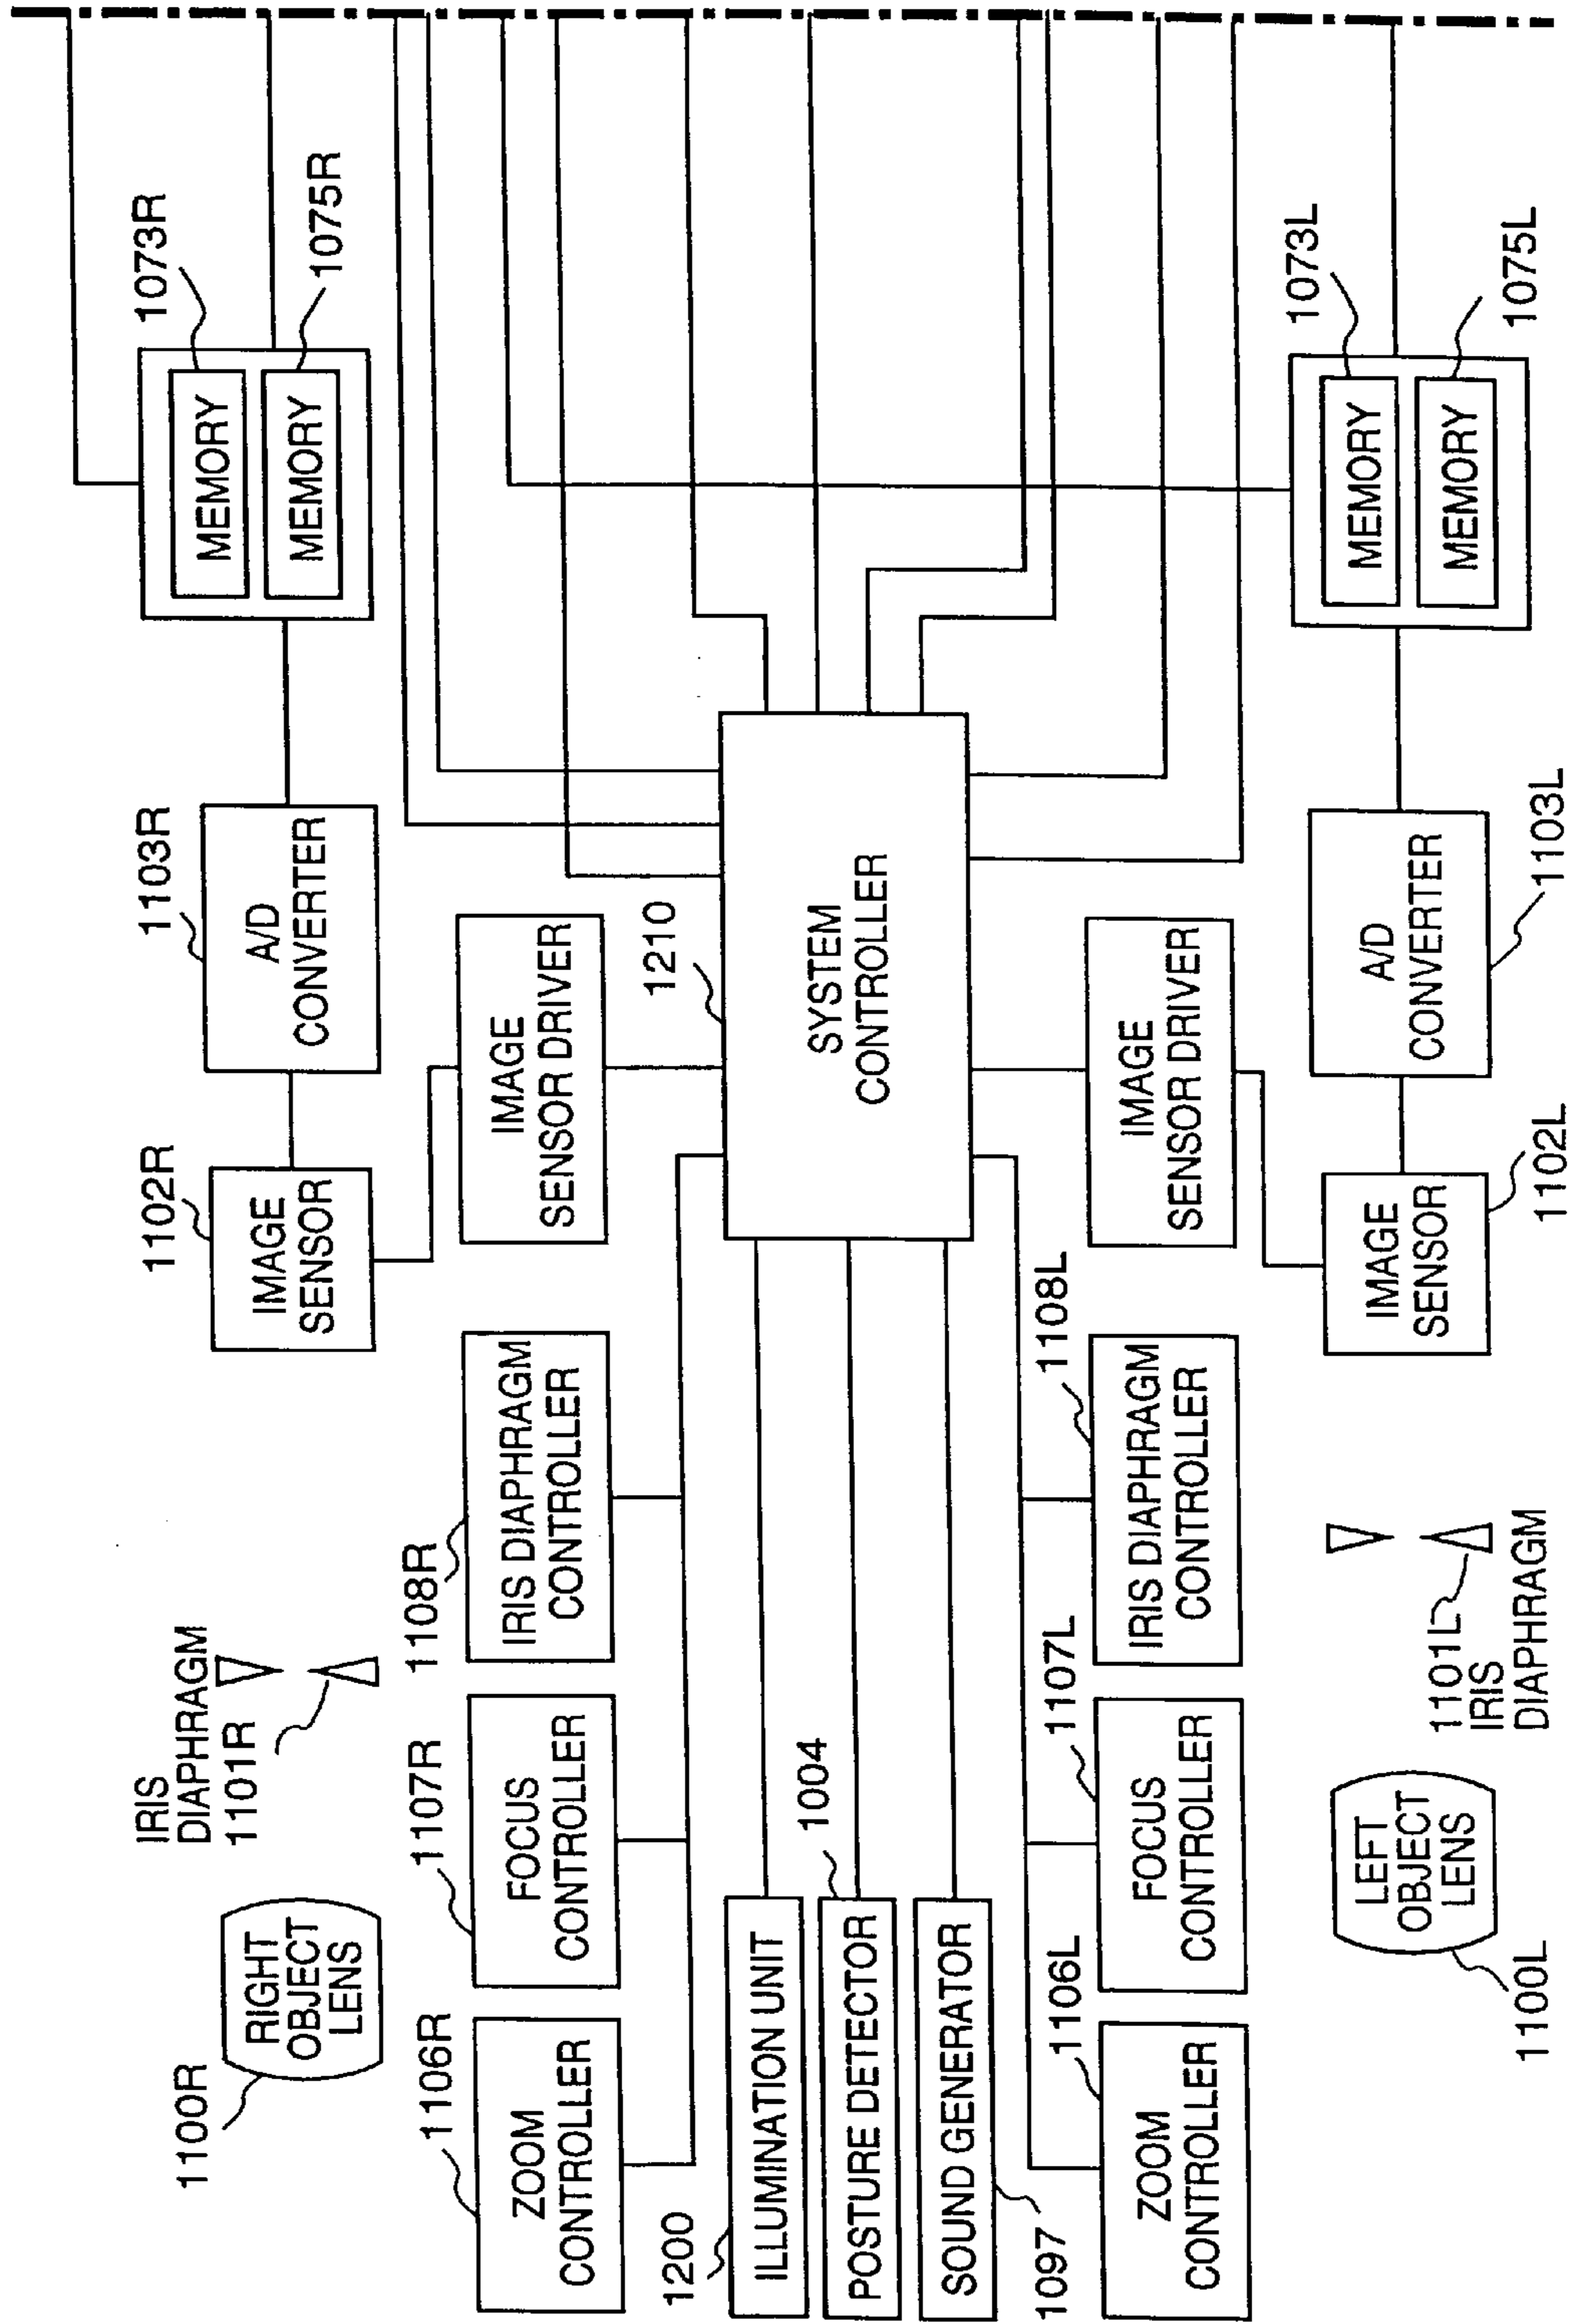 1100R
RIGHT
OBJECT
LENS
IRIS
DIAPHRAGM
1101R
1102R
IMAGE
SENSOR
1103R
A/D
CONVERTER
1073R
MEMORY
1075R
MEMORY
1106R
ZOOM
CONTROLLER
1107R
FOCUS
CONTROLLER
1108R
IRIS DIAPHRAGM
CONTROLLER
IMAGE
SENSOR DRIVER
1200
ILLUMINATION UNIT
1004
POSTURE DETECTOR
SOUND GENERATOR
1097
1210
SYSTEM
CONTROLLER
1106L
ZOOM
CONTROLLER
1107L
FOCUS
CONTROLLER
1108L
IRIS DIAPHRAGM
CONTROLLER
IMAGE
SENSOR DRIVER
LEFT
OBJECT
LENS
1100L
1101L
IRIS
DIAPHRAGM
IMAGE
SENSOR
1102L
A/D
CONVERTER
1103L
1073L
MEMORY
MEMORY
1075L